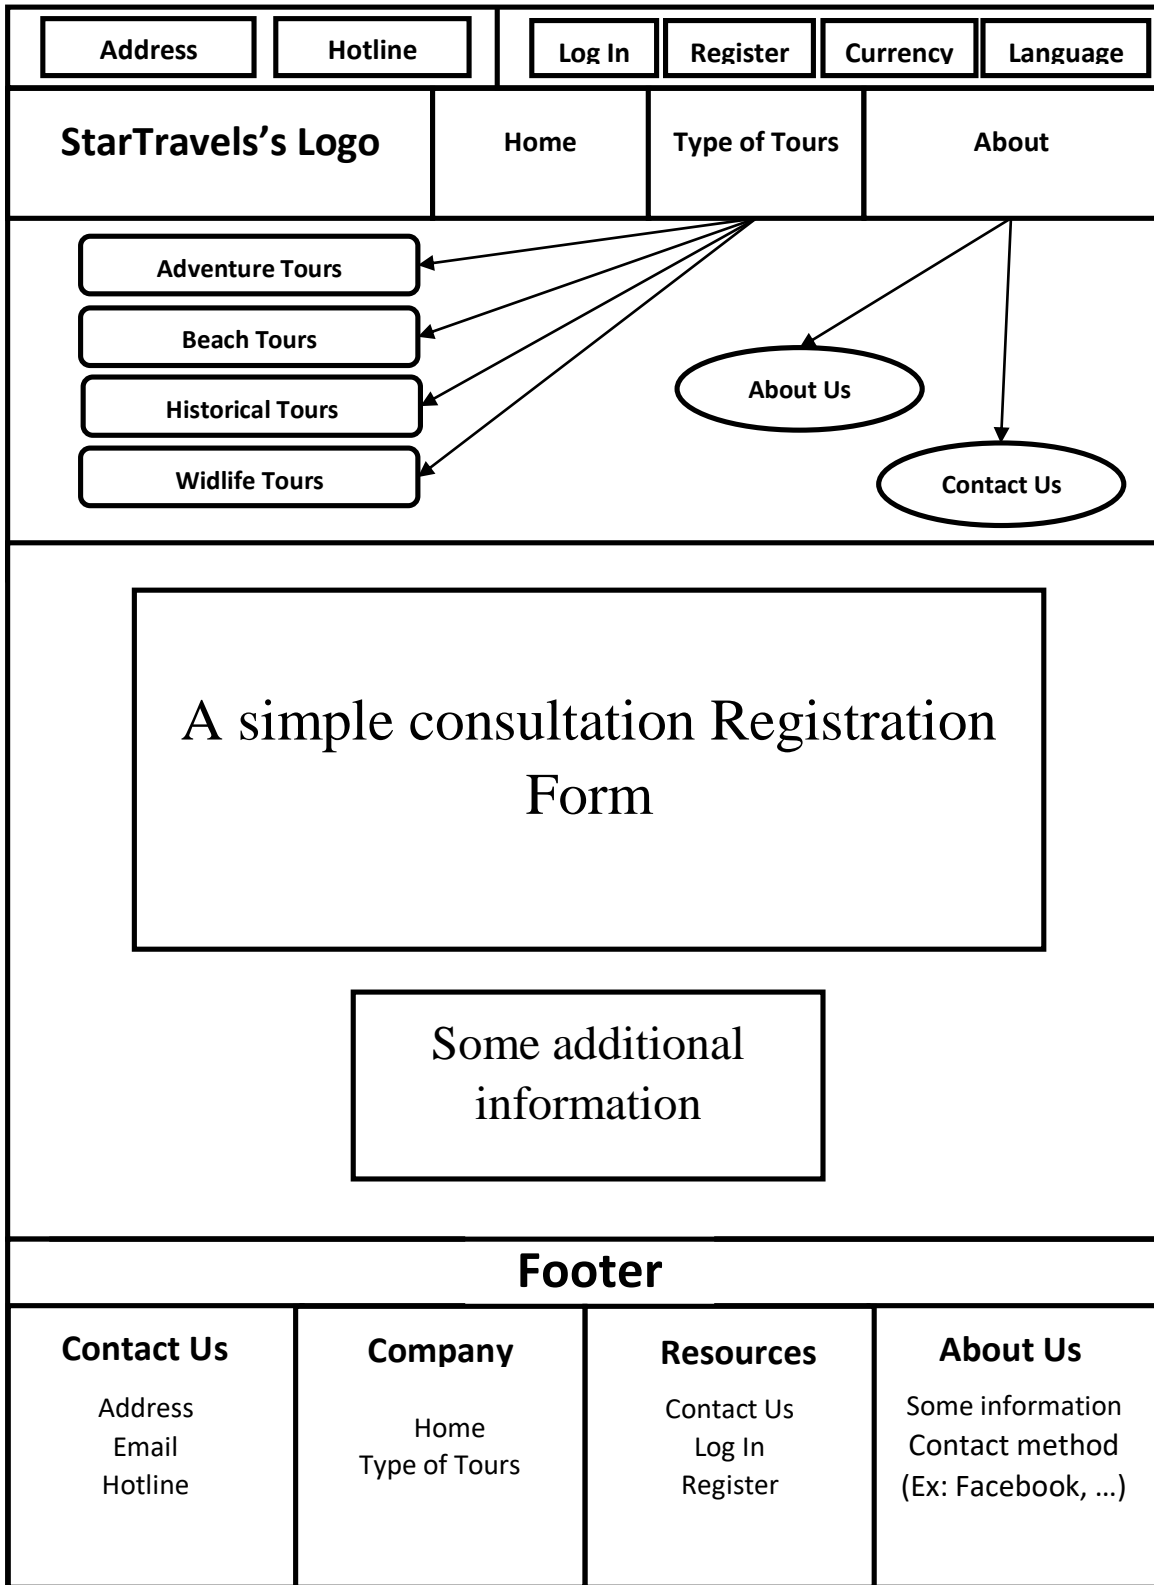 Address
Hotline
Log In
Register
Currency
Language
StarTravels’s Logo
Home
Type of Tours
About
Adventure Tours
Beach Tours
Historical Tours
Widlife Tours
About Us
Contact Us
A simple consultation Registration
Form
Some additional
information
Footer
Contact Us
Address
Email
Hotline
Company
Home
Type of Tours
Resources
Contact Us
Log In
Register
About Us
Some information
Contact method
(Ex: Facebook, ...)